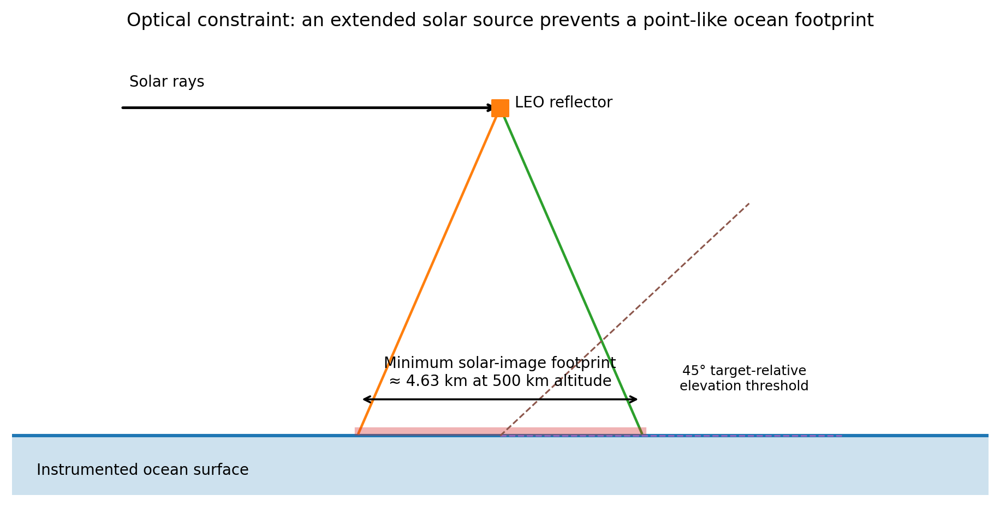 Optical constraint: an extended solar source prevents a point-like ocean footprint
Solar rays
LEO reflector
Minimum solar-image footprint
≈ 4.63 km at 500 km altitude
45° target-relative
elevation threshold
Instrumented ocean surface